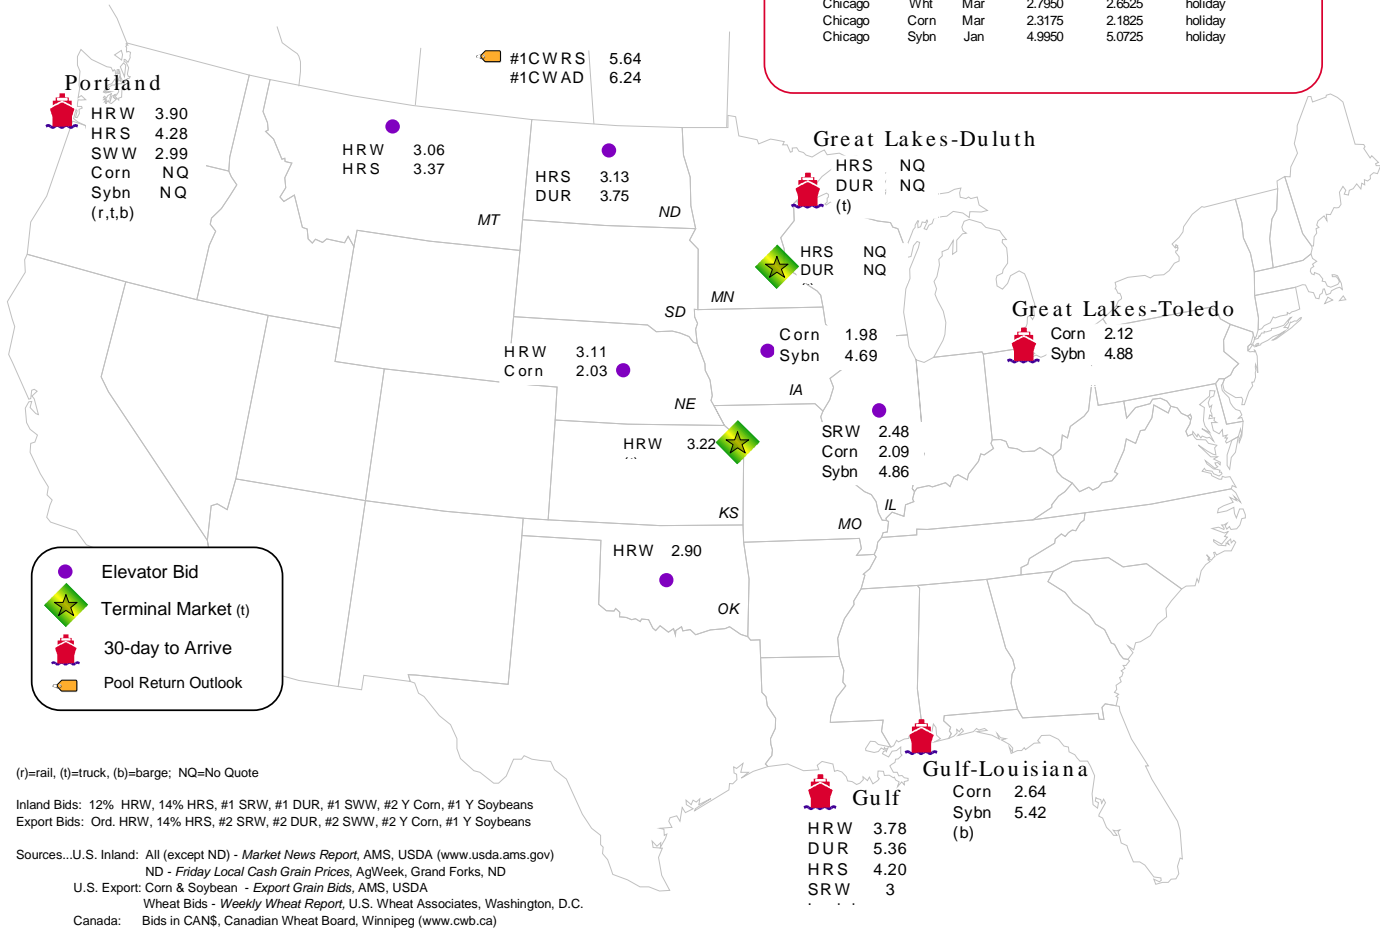 Chicago Wht Mar 2.7950 2.6525 holiday
Chicago Corn Mar 2.3175 2.1825 holiday
Chicago Sybn Jan 4.9950 5.0725 holiday
#1CWRS 5.64
#1CWAD 6.24
Portland
HRW 3.90
HRS 4.28
SWW 2.99
Corn NQ
Sybn NQ
(r,t,b)
HRW 3.06
HRS 3.37
MT
HRS 3.13
DUR 3.75
ND
Great Lakes-Duluth
HRS NQ
DUR NQ
(t)
HRS NQ
DUR NQ
MN
SD
Great Lakes-Toledo
Corn 2.12
Sybn 4.88
Corn 1.98
Sybn 4.69
IA
HRW 3.11
Corn 2.03
NE
HRW 3.22
KS
SRW 2.48
Corn 2.09
Sybn 4.86
IL
MO
HRW 2.90
OK
Elevator Bid
Terminal Market (t)
30-day to Arrive
Pool Return Outlook
Gulf-Louisiana
Corn 2.64
Sybn 5.42
(b)
Gulf
HRW 3.78
DUR 5.36
HRS 4.20
SRW 3
(r)=rail, (t)=truck, (b)=barge; NQ=No Quote
Inland Bids: 12% HRW, 14% HRS, #1 SRW, #1 DUR, #1 SWW, #2 Y Corn, #1 Y Soybeans
Export Bids: Ord. HRW, 14% HRS, #2 SRW, #2 DUR, #2 SWW, #2 Y Corn, #1 Y Soybeans
Sources...U.S. Inland: All (except ND) - Market News Report, AMS, USDA (www.usda.ams.gov)
ND - Friday Local Cash Grain Prices, AgWeek, Grand Forks, ND
U.S. Export: Corn & Soybean - Export Grain Bids, AMS, USDA
Wheat Bids - Weekly Wheat Report, U.S. Wheat Associates, Washington, D.C.
Canada: Bids in CAN$, Canadian Wheat Board, Winnipeg (www.cwb.ca)